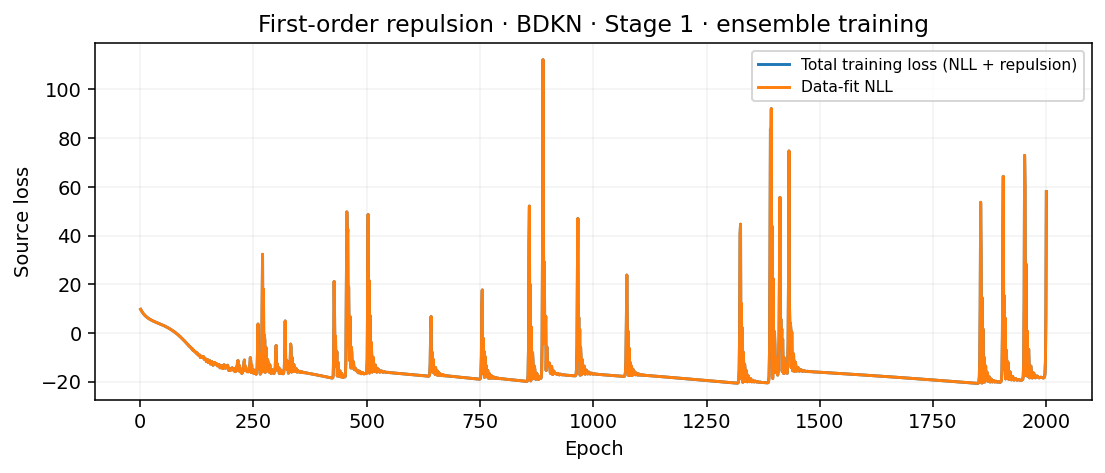 First-order repulsion · BDKN · Stage 1 · ensemble training
Total training loss (NLL + repulsion)
Data-fit NLL
Source loss
100
80
60
40
20
0
−20
0 250 500 750 1000 1250 1500 1750 2000
Epoch